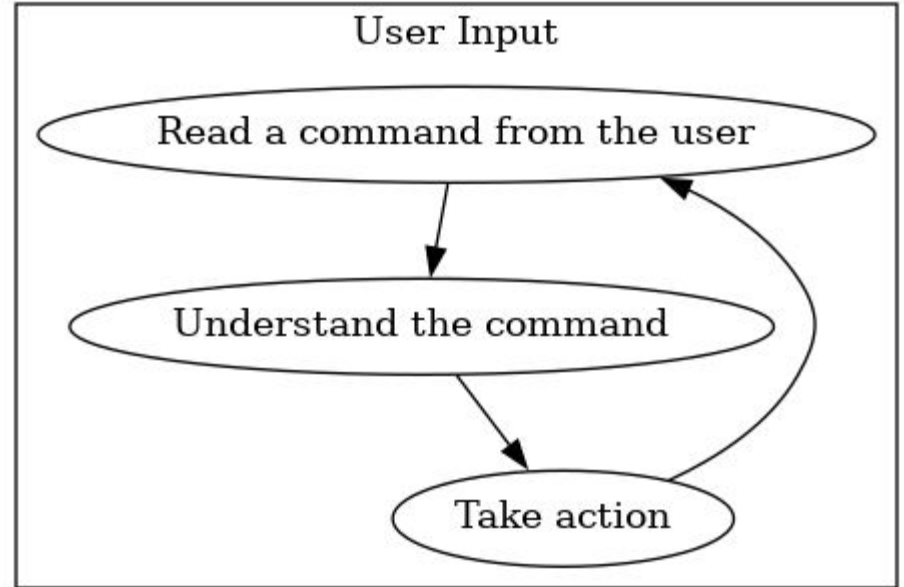 User Input
Read a command from the user
Understand the command
Take action